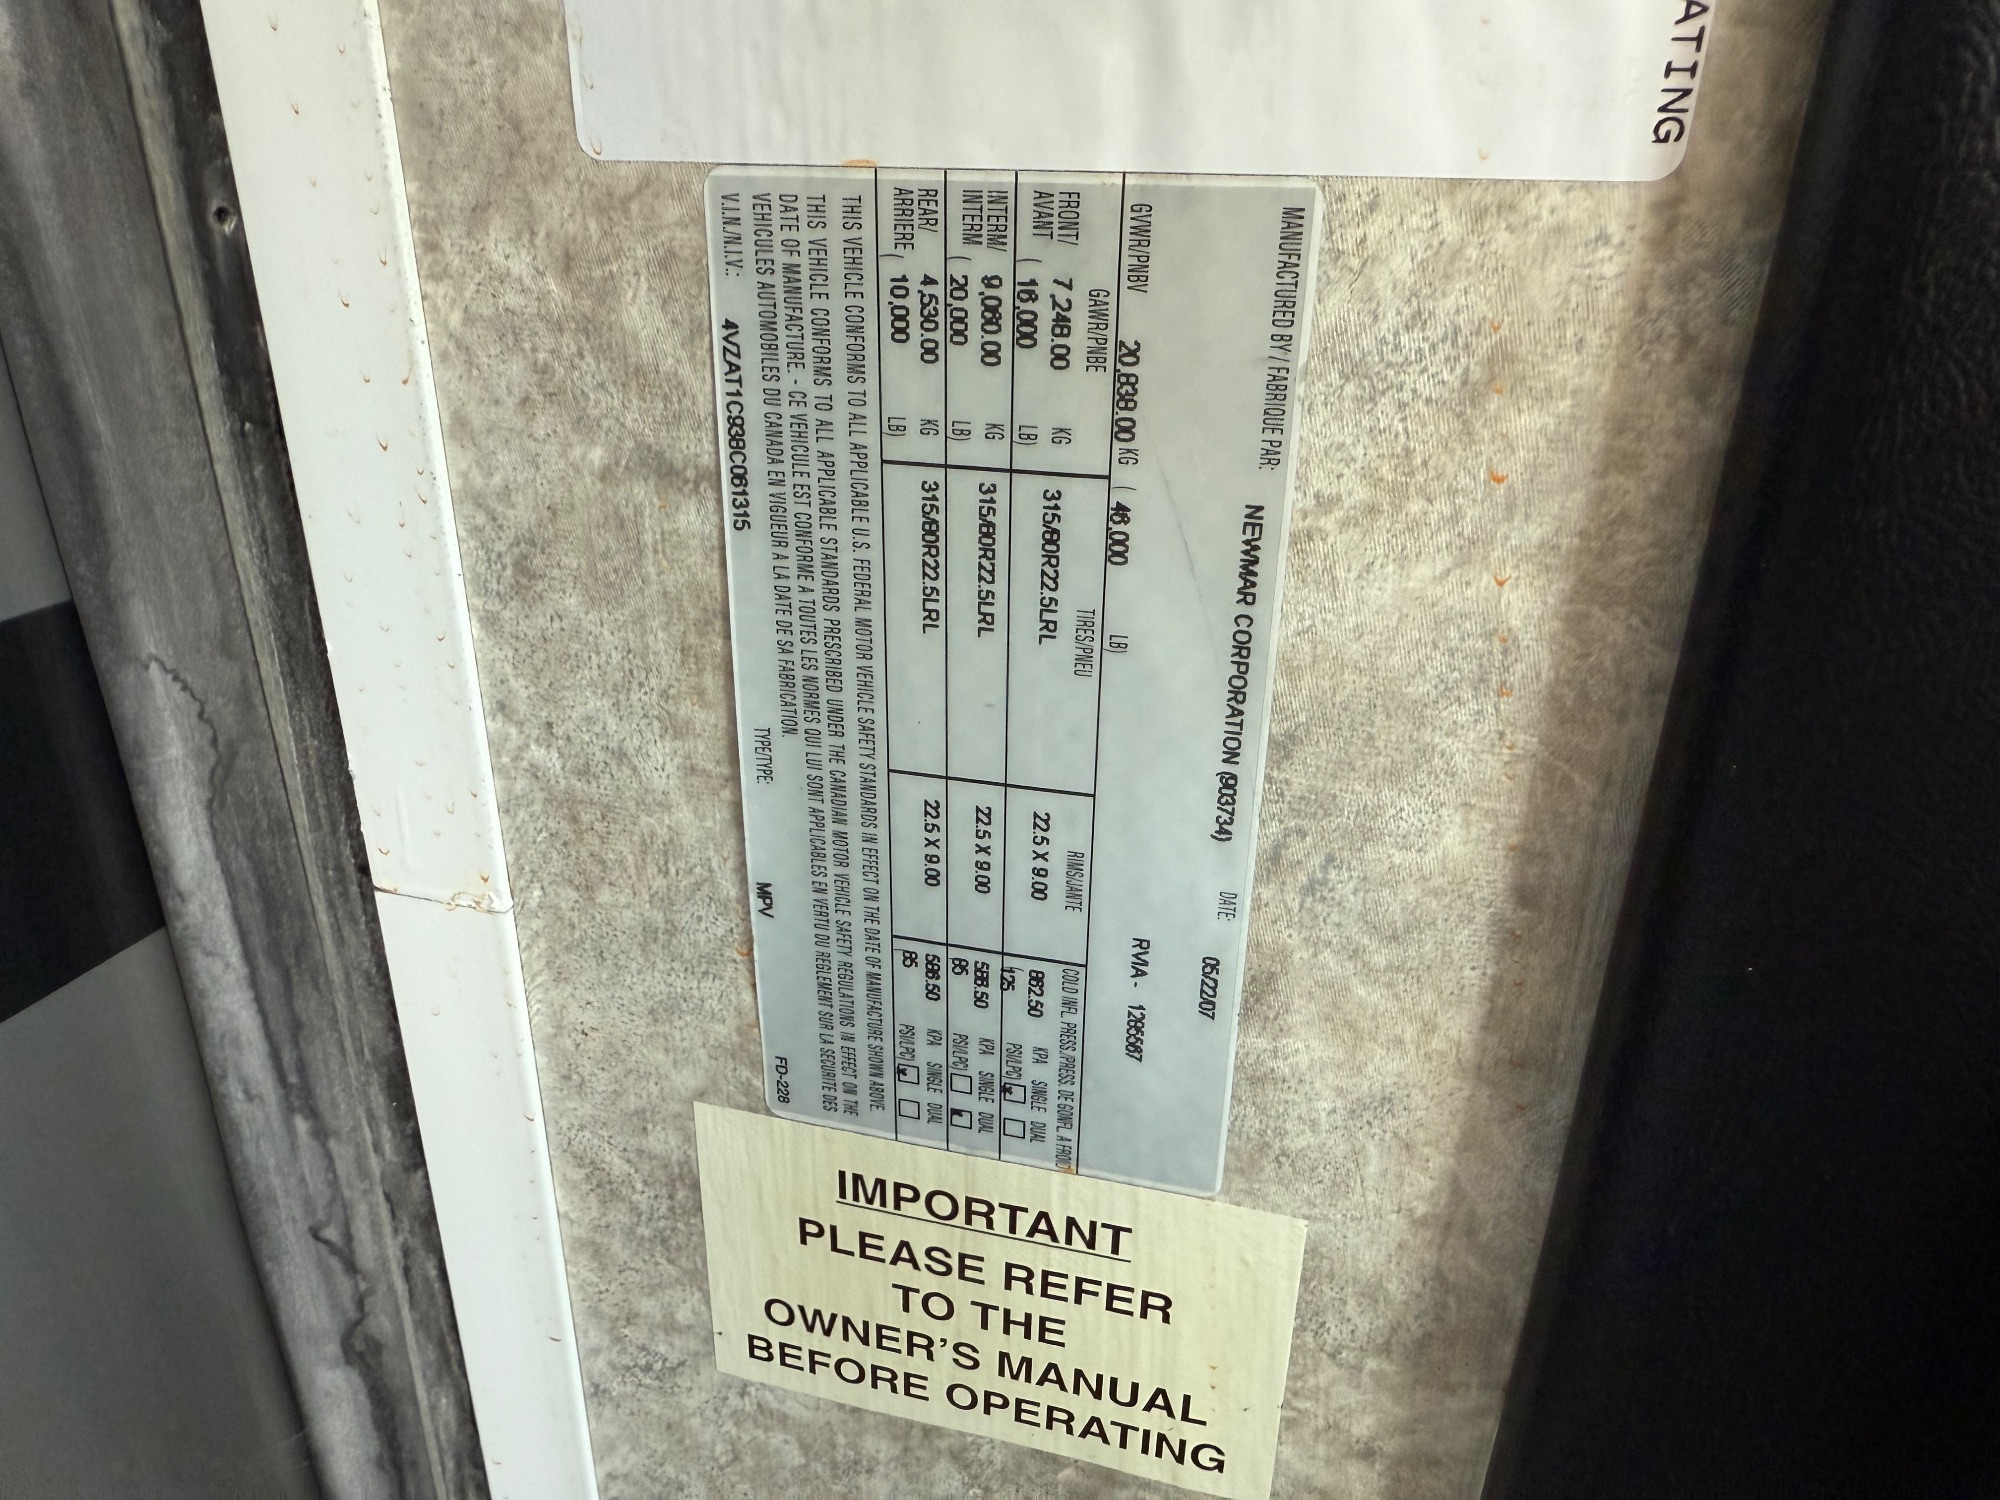 ATING
MANUFACTURED BY / FABRIQUE PAR: NEWMAR CORPORATION (903734) DATE: 05/22/07
GVWR/PNBV 20,838.00 KG ( 46,000 LB) RVIA - 1285587
GAWR/PNBE TIRES/PNEU RIMS/JANTE COLD INFL. PRESS./PRESS. DE GONFL. A FROID
FRONT/ 7,248.00 KG 315/80R22.5LRL 22.5 X 9.00 862.50 KPA SINGLE DUAL
AVANT ( 16,000 LB) 125 PSI(LPC)
INTERM/ 9,060.00 KG 315/80R22.5LRL 22.5 X 9.00 586.50 KPA SINGLE DUAL
INTERM ( 20,000 LB) 85 PSI(LPC)
REAR/ 4,530.00 KG 315/80R22.5LRL 22.5 X 9.00 586.50 KPA SINGLE DUAL
ARRIERE ( 10,000 LB) 85 PSI(LPC)
THIS VEHICLE CONFORMS TO ALL APPLICABLE U.S. FEDERAL MOTOR VEHICLE SAFETY STANDARDS IN EFFECT ON THE DATE OF MANUFACTURE SHOWN ABOVE.
THIS VEHICLE CONFORMS TO ALL APPLICABLE STANDARDS PRESCRIBED UNDER THE CANADIAN MOTOR VEHICLE SAFETY REGULATIONS IN EFFECT ON THE
DATE OF MANUFACTURE. - CE VEHICULE EST CONFORME A TOUTES LES NORMES QUI LUI SONT APPLICABLES EN VERTU DU REGLEMENT SUR LA SECURITE DES
VEHICULES AUTOMOBILES DU CANADA EN VIGUEUR A LA DATE DE SA FABRICATION.
V.I.N./N.I.V.: 4VZAT1C938C061315 TYPE/TYPE: MPV FD-228
IMPORTANT
PLEASE REFER
TO THE
OWNER'S MANUAL
BEFORE OPERATING